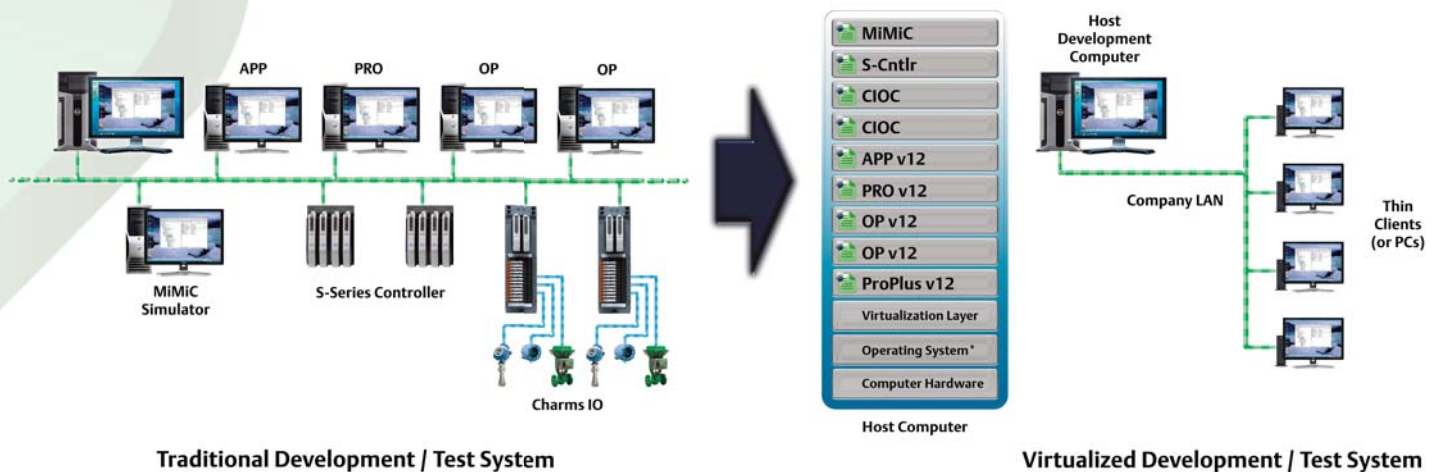 APP
PRO
OP
OP
MiMiC
Simulator
S-Series Controller
Charms IO
Traditional Development / Test System
MiMiC
S-Cntlr
CIOC
CIOC
APP v12
PRO v12
OP v12
OP v12
ProPlus v12
Virtualization Layer
Operating System*
Computer Hardware
Host Computer
Host
Development
Computer
Company LAN
Thin
Clients
(or PCs)
Virtualized Development / Test System